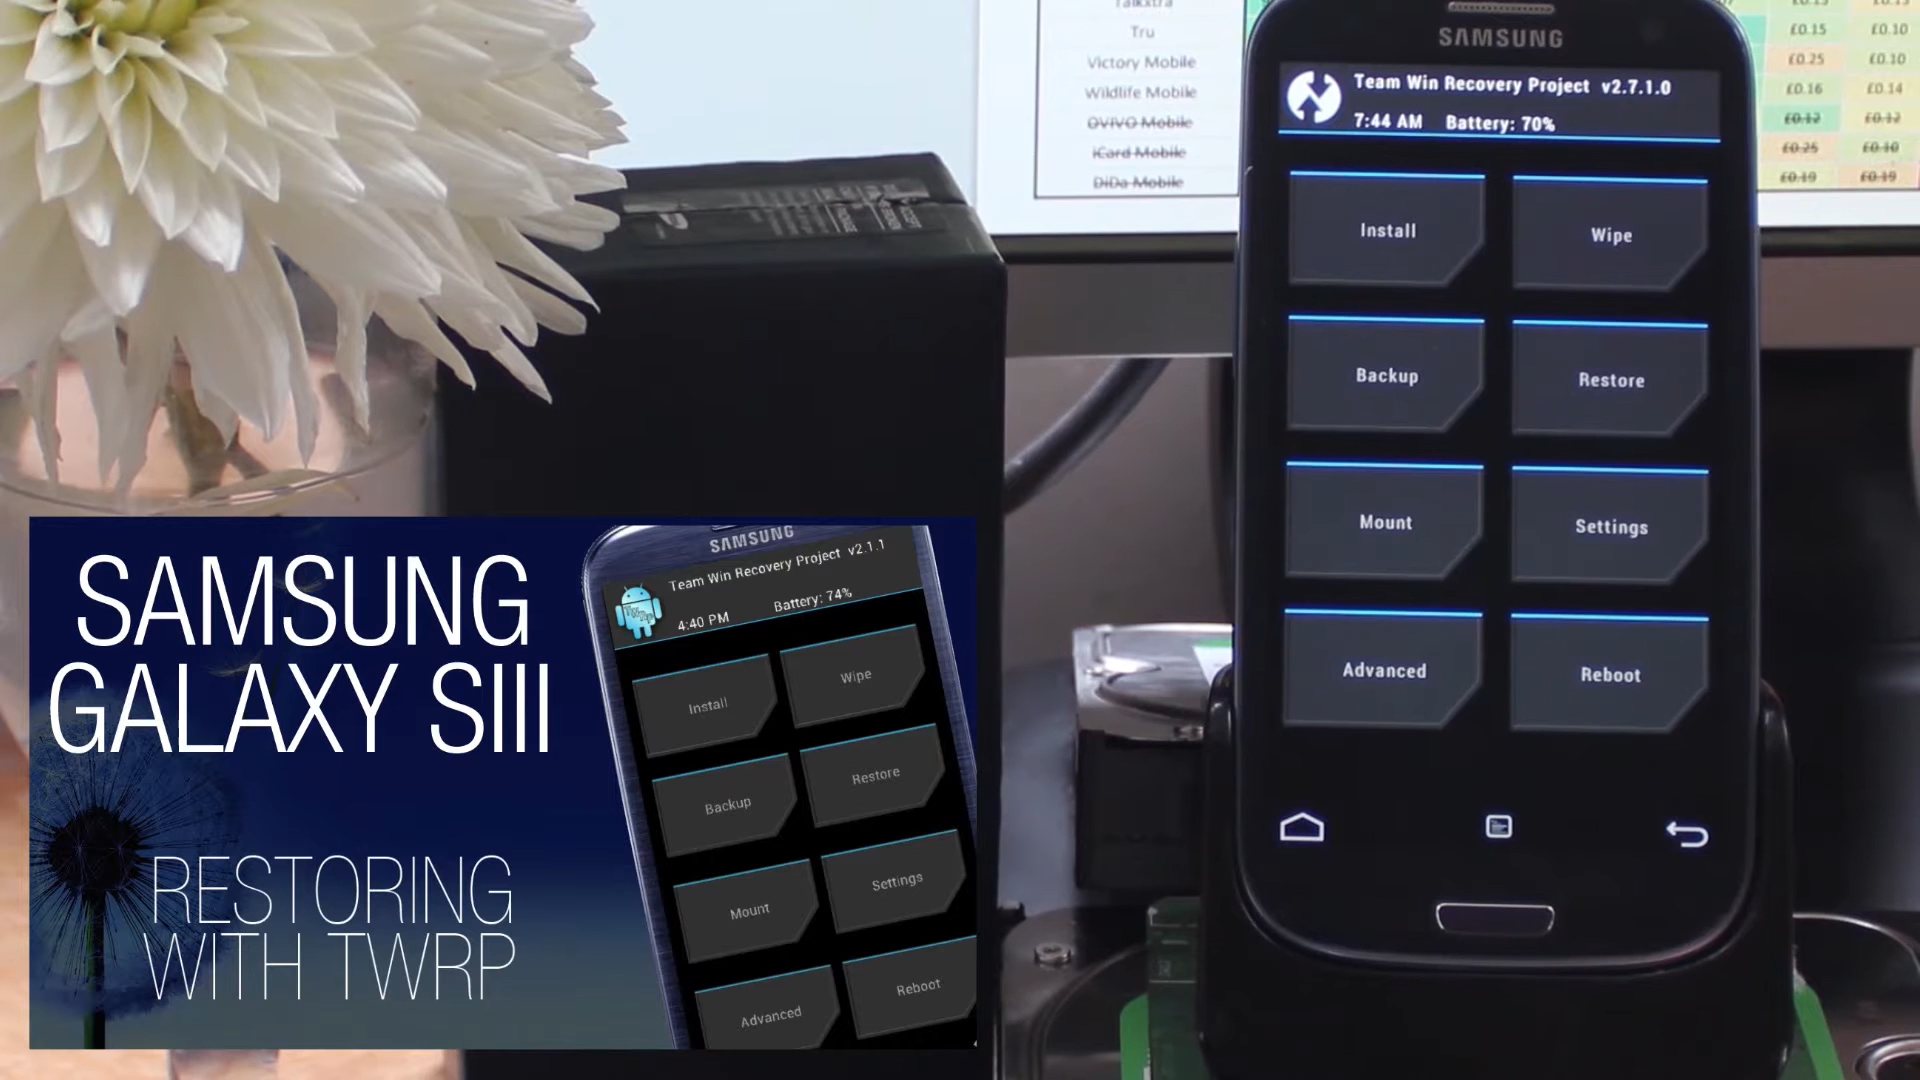 Talkxtra
Tru
Victory Mobile
Wildlife Mobile
OVIVO Mobile
iCard Mobile
DiDa Mobile
£0.15 £0.10
£0.25 £0.10
£0.16 £0.14
£0.12 £0.12
£0.25 £0.10
£0.19 £0.19
SAMSUNG
Team Win Recovery Project v2.7.1.0
7:44 AM Battery: 70%
Install
Wipe
Backup
Restore
Mount
Settings
Advanced
Reboot
SAMSUNG
GALAXY SIII
RESTORING
WITH TWRP
SAMSUNG
Team Win Recovery Project v2.1.1
4:40 PM Battery: 74%
Install
Wipe
Backup
Restore
Mount
Settings
Advanced
Reboot